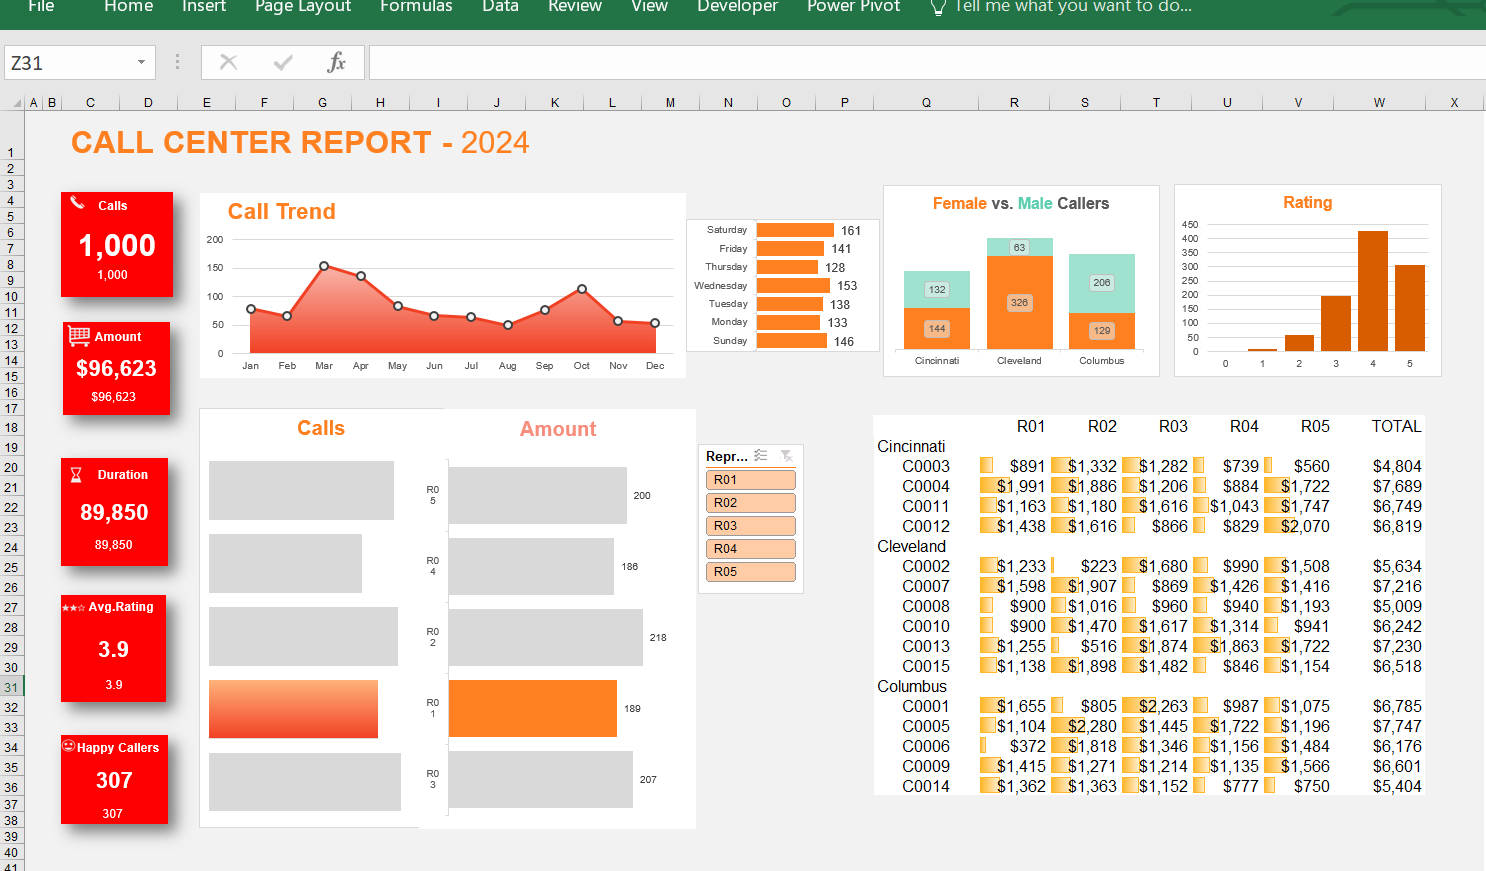 File Home Insert Page Layout Formulas Data Review View Developer Power Pivot Tell me what you want to do...
Z31 fx
A B C D E F G H I J K L M N O P Q R S T U V W X
1
2
3
4
5
6
7
8
9
10
11
12
13
14
15
16
17
18
19
20
21
22
23
24
25
26
27
28
29
30
31
32
33
34
35
36
37
38
39
40
41
CALL CENTER REPORT - 2024
Calls
1,000
1,000
Amount
$96,623
$96,623
Duration
89,850
89,850
Avg.Rating
3.9
3.9
Happy Callers
307
307
Call Trend
200
150
100
50
0
Jan Feb Mar Apr May Jun Jul Aug Sep Oct Nov Dec
Saturday 161
Friday 141
Thursday 128
Wednesday 153
Tuesday 138
Monday 133
Sunday 146
Female vs. Male Callers
63
132 326 206
144 129
Cincinnati Cleveland Columbus
Rating
450
400
350
300
250
200
150
100
50
0
0 1 2 3 4 5
Calls
Amount
R0
5
200
R0
4
186
R0
2
218
R0
1
189
R0
3
207
Repr...
R01
R02
R03
R04
R05
R01 R02 R03 R04 R05 TOTAL
Cincinnati
C0003 $891 $1,332 $1,282 $739 $560 $4,804
C0004 $1,991 $1,886 $1,206 $884 $1,722 $7,689
C0011 $1,163 $1,180 $1,616 $1,043 $1,747 $6,749
C0012 $1,438 $1,616 $866 $829 $2,070 $6,819
Cleveland
C0002 $1,233 $223 $1,680 $990 $1,508 $5,634
C0007 $1,598 $1,907 $869 $1,426 $1,416 $7,216
C0008 $900 $1,016 $960 $940 $1,193 $5,009
C0010 $900 $1,470 $1,617 $1,314 $941 $6,242
C0013 $1,255 $516 $1,874 $1,863 $1,722 $7,230
C0015 $1,138 $1,898 $1,482 $846 $1,154 $6,518
Columbus
C0001 $1,655 $805 $2,263 $987 $1,075 $6,785
C0005 $1,104 $2,280 $1,445 $1,722 $1,196 $7,747
C0006 $372 $1,818 $1,346 $1,156 $1,484 $6,176
C0009 $1,415 $1,271 $1,214 $1,135 $1,566 $6,601
C0014 $1,362 $1,363 $1,152 $777 $750 $5,404